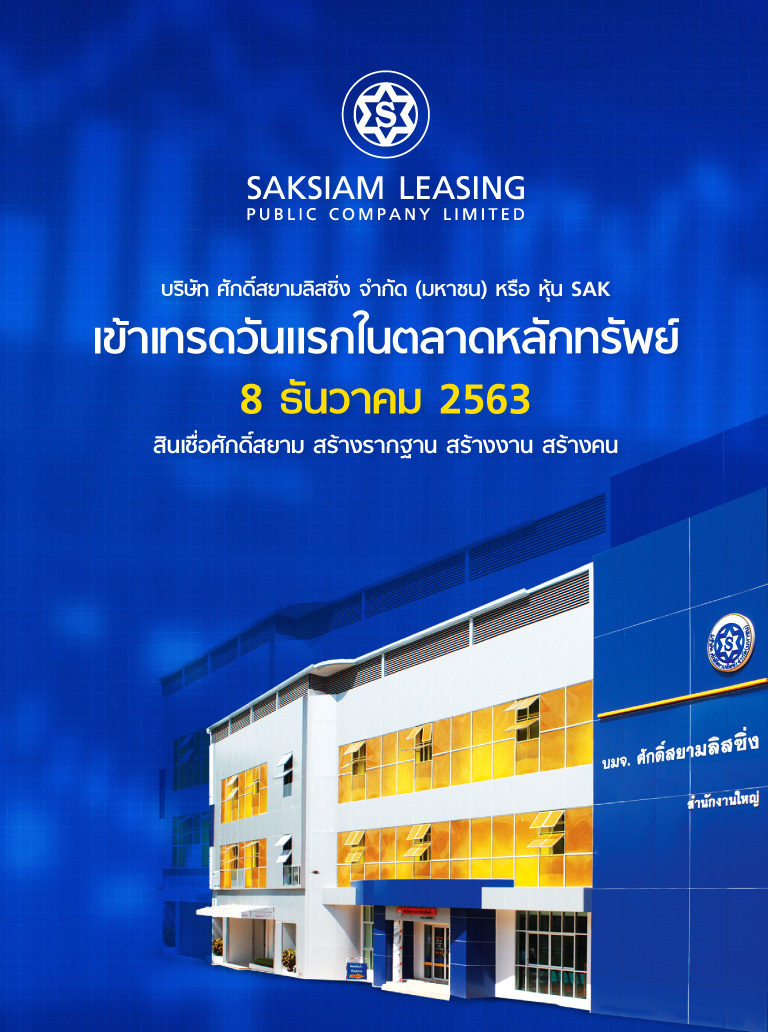 S
SAKSIAM LEASING
PUBLIC COMPANY LIMITED
บริษัท ศักดิ์สยามลิสซิ่ง จำกัด (มหาชน) หรือ หุ้น SAK
เข้าเทรดวันแรกในตลาดหลักทรัพย์
8 ธันวาคม 2563
สินเชื่อศักดิ์สยาม สร้างรากฐาน สร้างงาน สร้างคน
S
บมจ. ศักดิ์สยามลิสซิ่ง
สำนักงานใหญ่